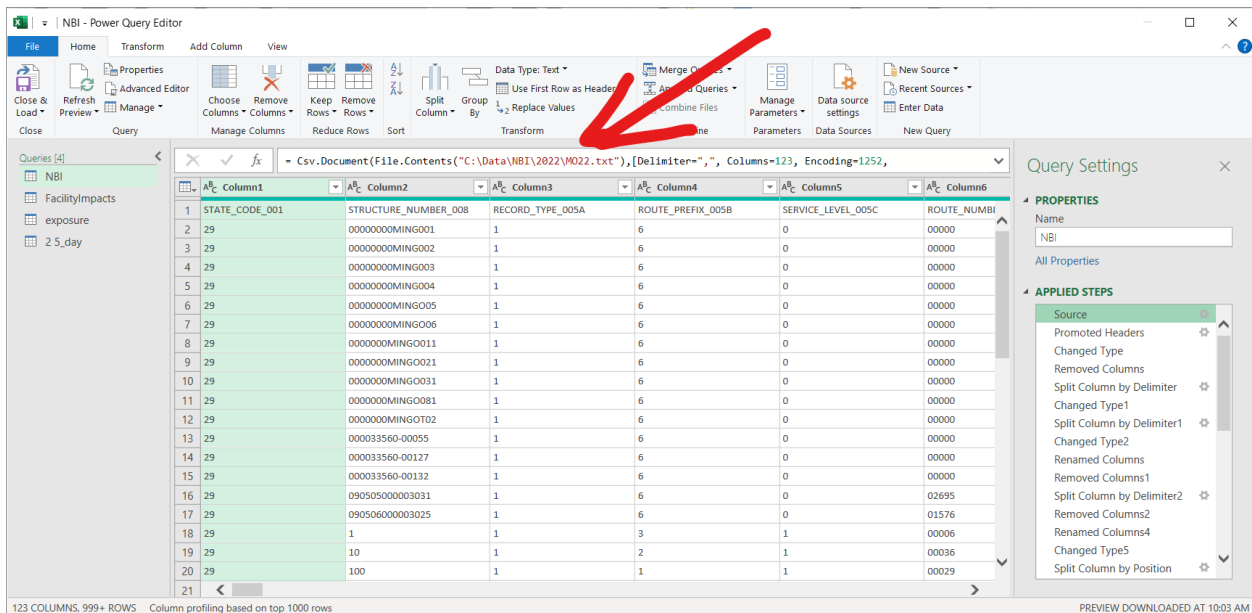 NBI - Power Query Editor
File Home Transform Add Column View
Close & Load
Close
Refresh Preview
Properties
Advanced Editor
Manage
Query
Choose Columns
Remove Columns
Manage Columns
Keep Rows
Remove Rows
Reduce Rows
Sort
Split Column
Group By
Data Type: Text
Use First Row as Header
Replace Values
Transform
Merge Queries
Queries
Combine Files
Manage Parameters
Parameters
Data source settings
Data Sources
New Source
Recent Sources
Enter Data
New Query
Queries [4]
NBI
FacilityImpacts
exposure
2 5_day
fx = Csv.Document(File.Contents("C:\Data\NBI\2022\MO22.txt"),[Delimiter=",", Columns=123, Encoding=1252,
ABC Column1 ABC Column2 ABC Column3 ABC Column4 ABC Column5 ABC Column6
1 STATE_CODE_001 STRUCTURE_NUMBER_008 RECORD_TYPE_005A ROUTE_PREFIX_005B SERVICE_LEVEL_005C ROUTE_NUMBI
2 29 00000000MING001 1 6 0 00000
3 29 00000000MING002 1 6 0 00000
4 29 00000000MING003 1 6 0 00000
5 29 00000000MING004 1 6 0 00000
6 29 00000000MINGO05 1 6 0 00000
7 29 00000000MINGO06 1 6 0 00000
8 29 0000000MINGO011 1 6 0 00000
9 29 0000000MINGO021 1 6 0 00000
10 29 0000000MINGO031 1 6 0 00000
11 29 0000000MINGO081 1 6 0 00000
12 29 0000000MINGOT02 1 6 0 00000
13 29 000033560-00055 1 6 0 00000
14 29 000033560-00127 1 6 0 00000
15 29 000033560-00132 1 6 0 00000
16 29 090505000003031 1 6 0 02695
17 29 090506000003025 1 6 0 01576
18 29 1 1 3 1 00006
19 29 10 1 2 1 00036
20 29 100 1 1 1 00029
21
Query Settings
PROPERTIES
Name
NBI
All Properties
APPLIED STEPS
Source
Promoted Headers
Changed Type
Removed Columns
Split Column by Delimiter
Changed Type1
Split Column by Delimiter1
Changed Type2
Renamed Columns
Removed Columns1
Split Column by Delimiter2
Removed Columns2
Renamed Columns4
Changed Type5
Split Column by Position
123 COLUMNS, 999+ ROWS Column profiling based on top 1000 rows
PREVIEW DOWNLOADED AT 10:03 AM